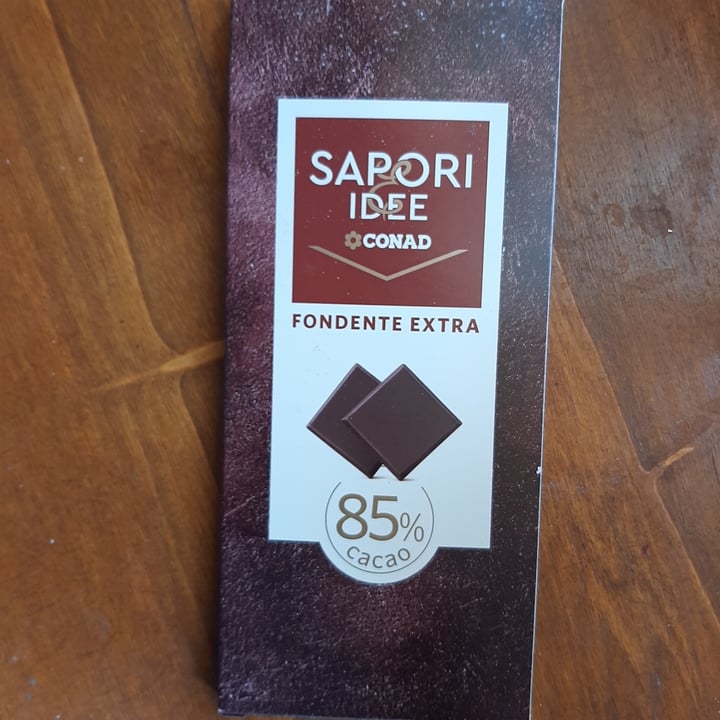 SAPORI
&
IDEE
CONAD
FONDENTE EXTRA
85%
cacao